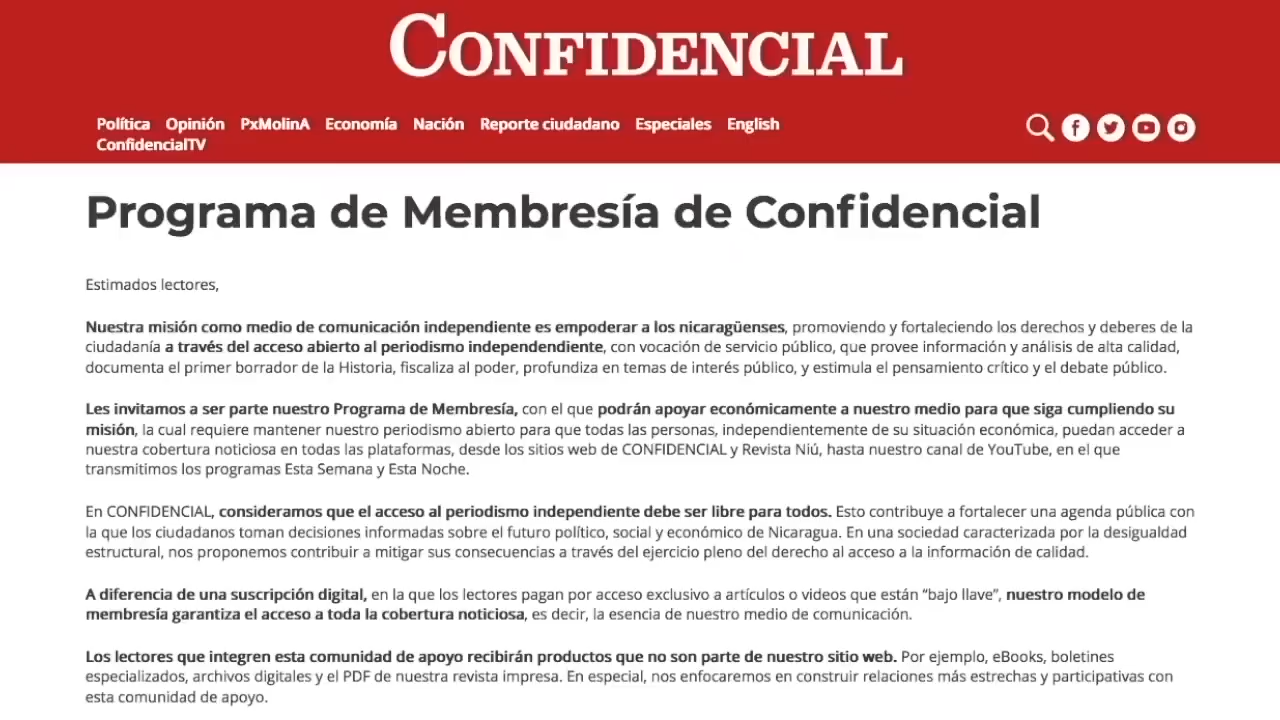 CONFIDENCIAL
Política Opinión PxMolinA Economía Nación Reporte ciudadano Especiales English
ConfidencialTV
Programa de Membresía de Confidencial
Estimados lectores,
Nuestra misión como medio de comunicación independiente es empoderar a los nicaragüenses, promoviendo y fortaleciendo los derechos y deberes de la
ciudadanía a través del acceso abierto al periodismo independendiente, con vocación de servicio público, que provee información y análisis de alta calidad,
documenta el primer borrador de la Historia, fiscaliza al poder, profundiza en temas de interés público, y estimula el pensamiento crítico y el debate público.
Les invitamos a ser parte nuestro Programa de Membresía, con el que podrán apoyar económicamente a nuestro medio para que siga cumpliendo su
misión, la cual requiere mantener nuestro periodismo abierto para que todas las personas, independientemente de su situación económica, puedan acceder a
nuestra cobertura noticiosa en todas las plataformas, desde los sitios web de CONFIDENCIAL y Revista Niú, hasta nuestro canal de YouTube, en el que
transmitimos los programas Esta Semana y Esta Noche.
En CONFIDENCIAL, consideramos que el acceso al periodismo independiente debe ser libre para todos. Esto contribuye a fortalecer una agenda pública con
la que los ciudadanos toman decisiones informadas sobre el futuro político, social y económico de Nicaragua. En una sociedad caracterizada por la desigualdad
estructural, nos proponemos contribuir a mitigar sus consecuencias a través del ejercicio pleno del derecho al acceso a la información de calidad.
A diferencia de una suscripción digital, en la que los lectores pagan por acceso exclusivo a artículos o videos que están “bajo llave”, nuestro modelo de
membresía garantiza el acceso a toda la cobertura noticiosa, es decir, la esencia de nuestro medio de comunicación.
Los lectores que integren esta comunidad de apoyo recibirán productos que no son parte de nuestro sitio web. Por ejemplo, eBooks, boletines
especializados, archivos digitales y el PDF de nuestra revista impresa. En especial, nos enfocaremos en construir relaciones más estrechas y participativas con
esta comunidad de apoyo.